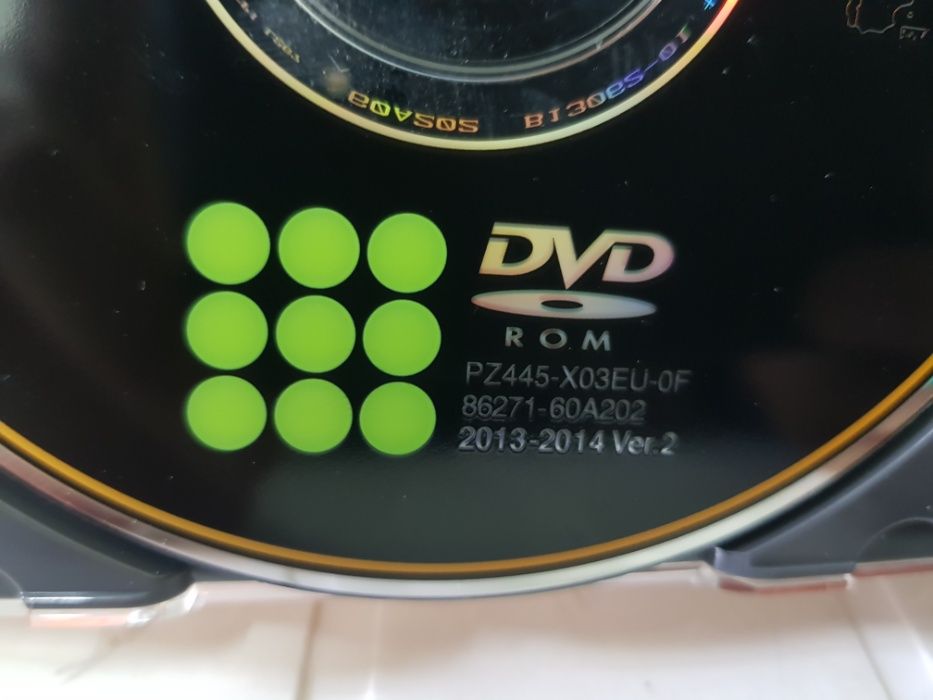 DVD
ROM
PZ445-X03EU-0F
86271-60A202
2013-2014 Ver.2